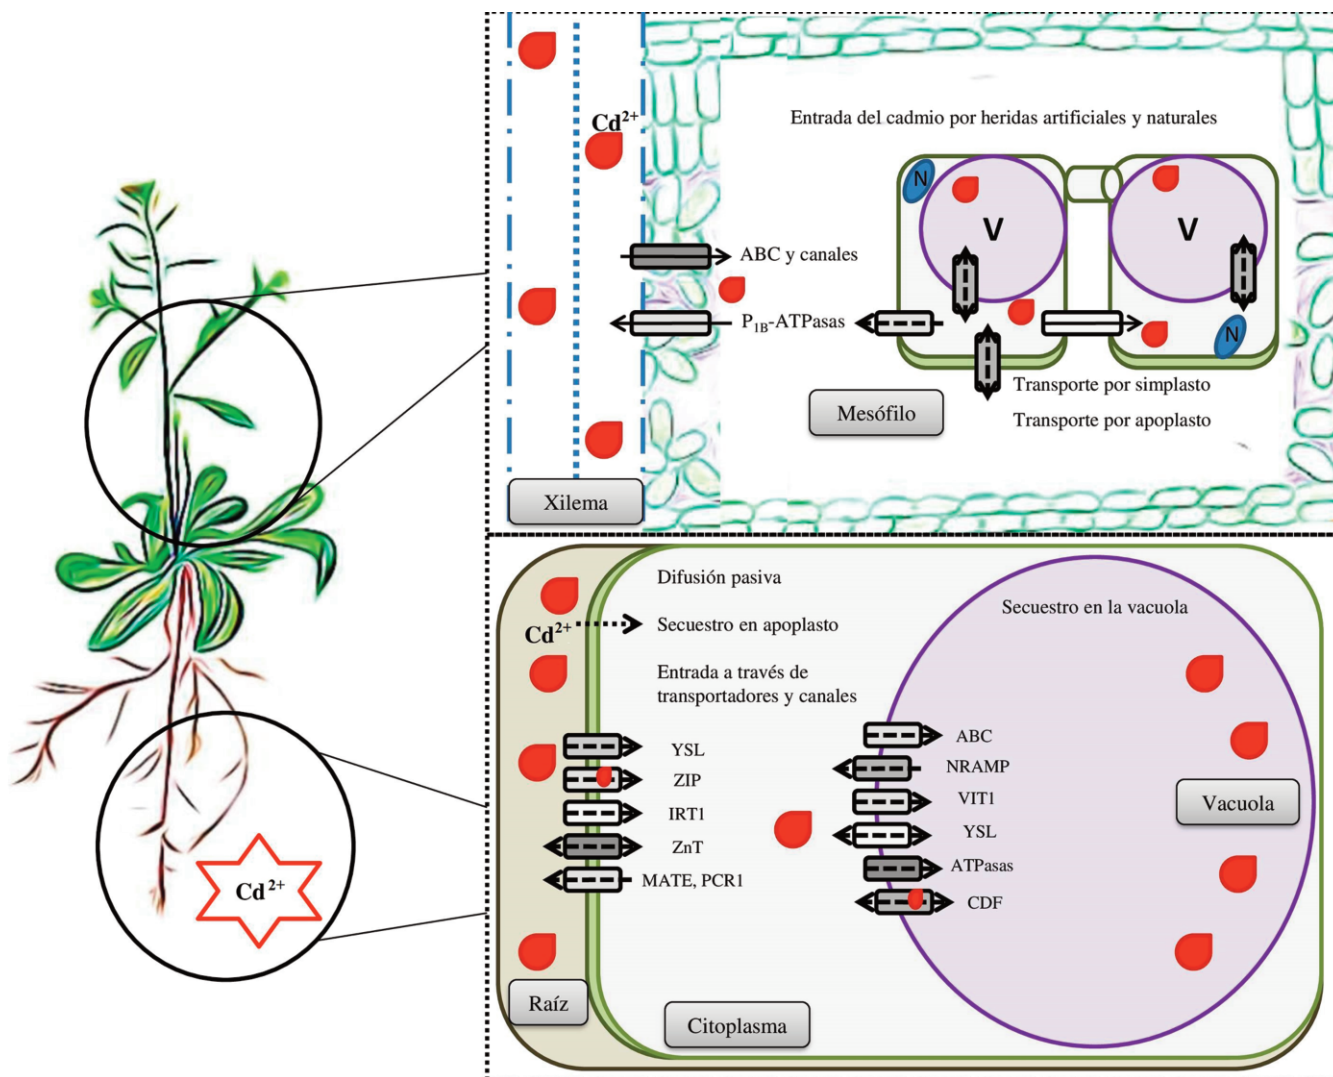 Cd²⁺
Entrada del cadmio por heridas artificiales y naturales
N
V
V
ABC y canales
P₁B-ATPasas
N
Transporte por simplasto
Mesófilo
Transporte por apoplasto
Xilema
Difusión pasiva
Cd²⁺
Secuestro en apoplasto
Secuestro en la vacuola
Entrada a través de
transportadores y canales
YSL
ZIP
IRT1
ZnT
MATE, PCR1
ABC
NRAMP
VIT1
YSL
ATPasas
CDF
Vacuola
Cd²⁺
Raíz
Citoplasma